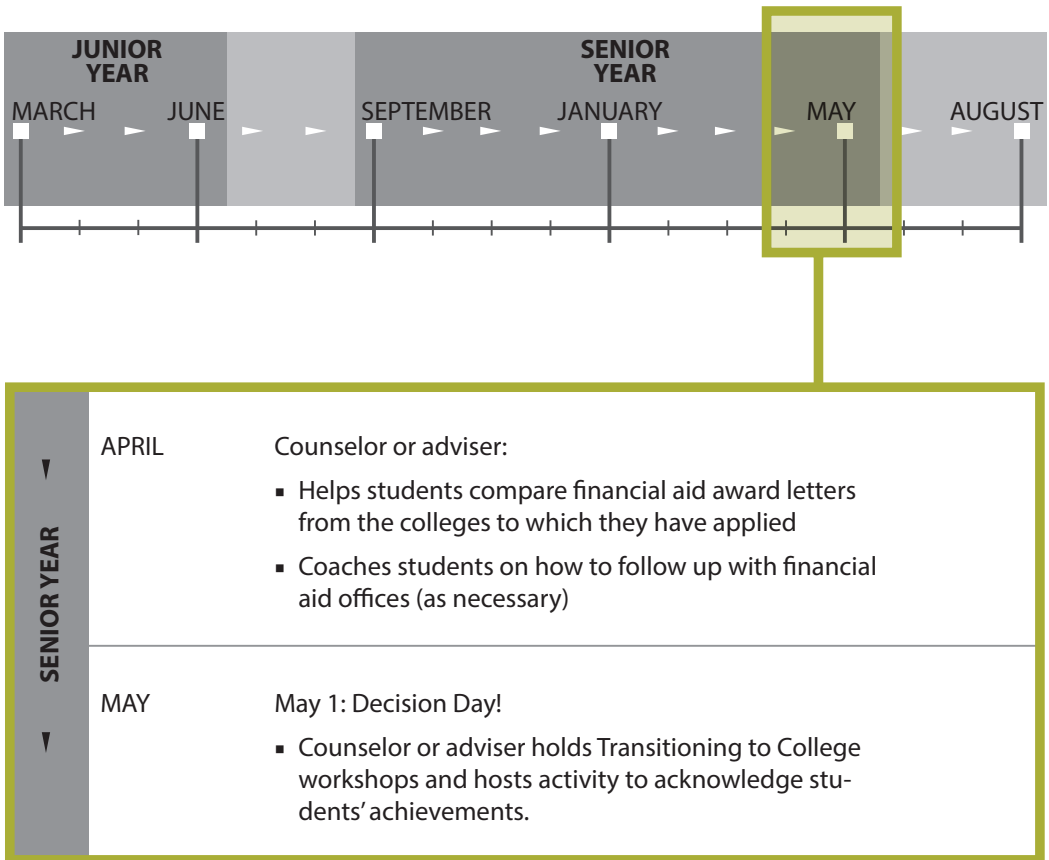 JUNIOR
YEAR
SENIOR
YEAR
MARCH JUNE SEPTEMBER JANUARY MAY AUGUST
SENIOR YEAR
APRIL
Counselor or adviser:
▪ Helps students compare financial aid award letters
from the colleges to which they have applied
▪ Coaches students on how to follow up with financial
aid offices (as necessary)
MAY
May 1: Decision Day!
▪ Counselor or adviser holds Transitioning to College
workshops and hosts activity to acknowledge stu-
dents’ achievements.